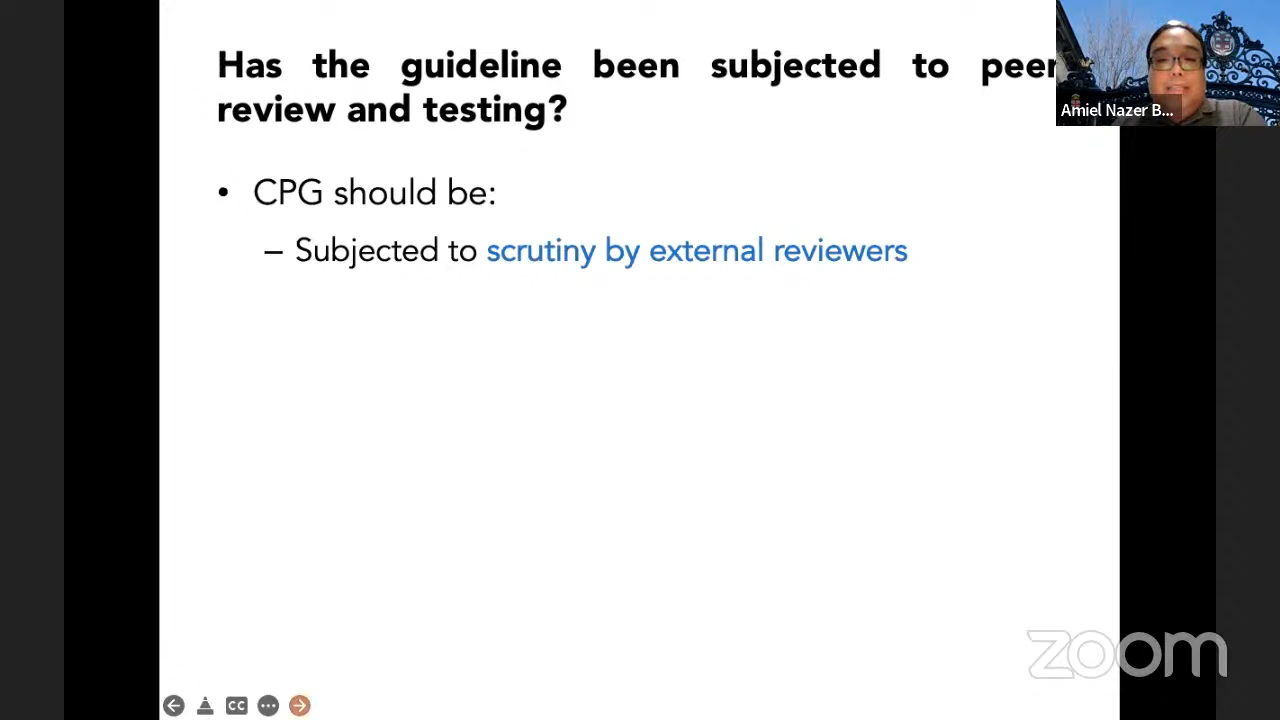 Has the guideline been subjected to peer
review and testing?
Amiel Nazer B...
• CPG should be:
– Subjected to scrutiny by external reviewers
zoom
CC